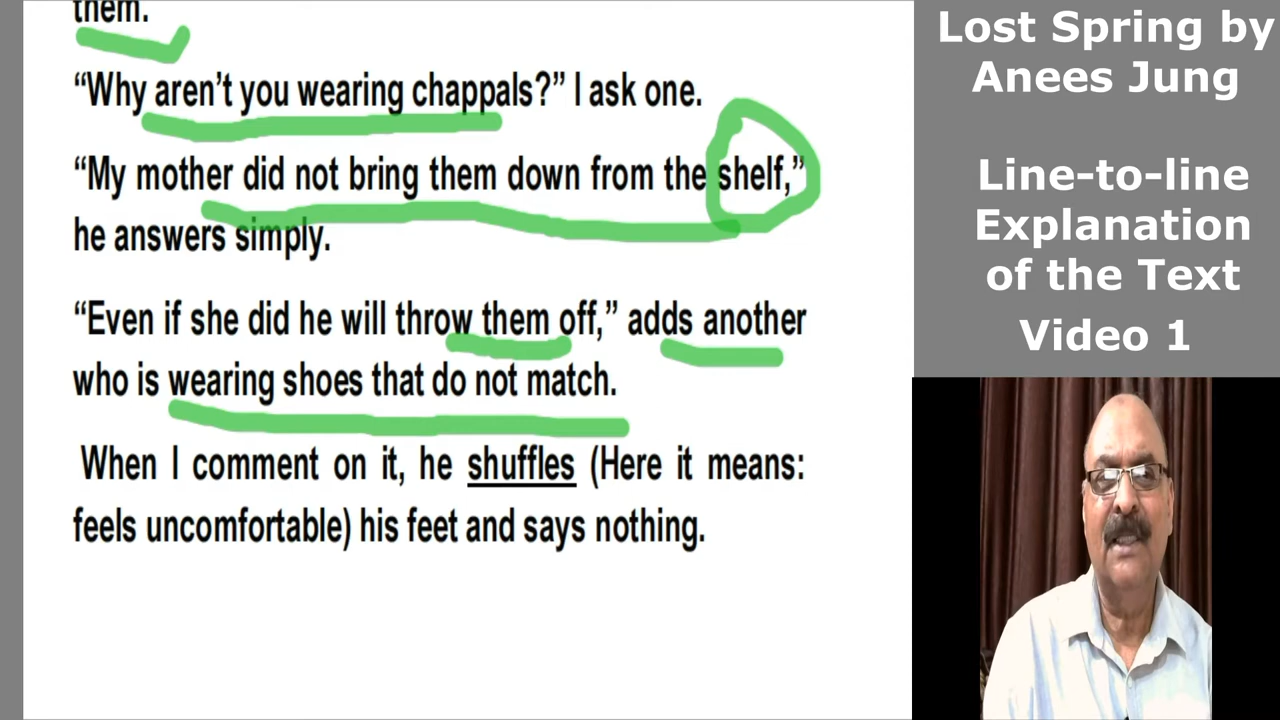 them.
“Why aren’t you wearing chappals?” I ask one.
“My mother did not bring them down from the shelf,”
he answers simply.
“Even if she did he will throw them off,” adds another
who is wearing shoes that do not match.
When I comment on it, he shuffles (Here it means:
feels uncomfortable) his feet and says nothing.
Lost Spring by
Anees Jung
Line-to-line
Explanation
of the Text
Video 1